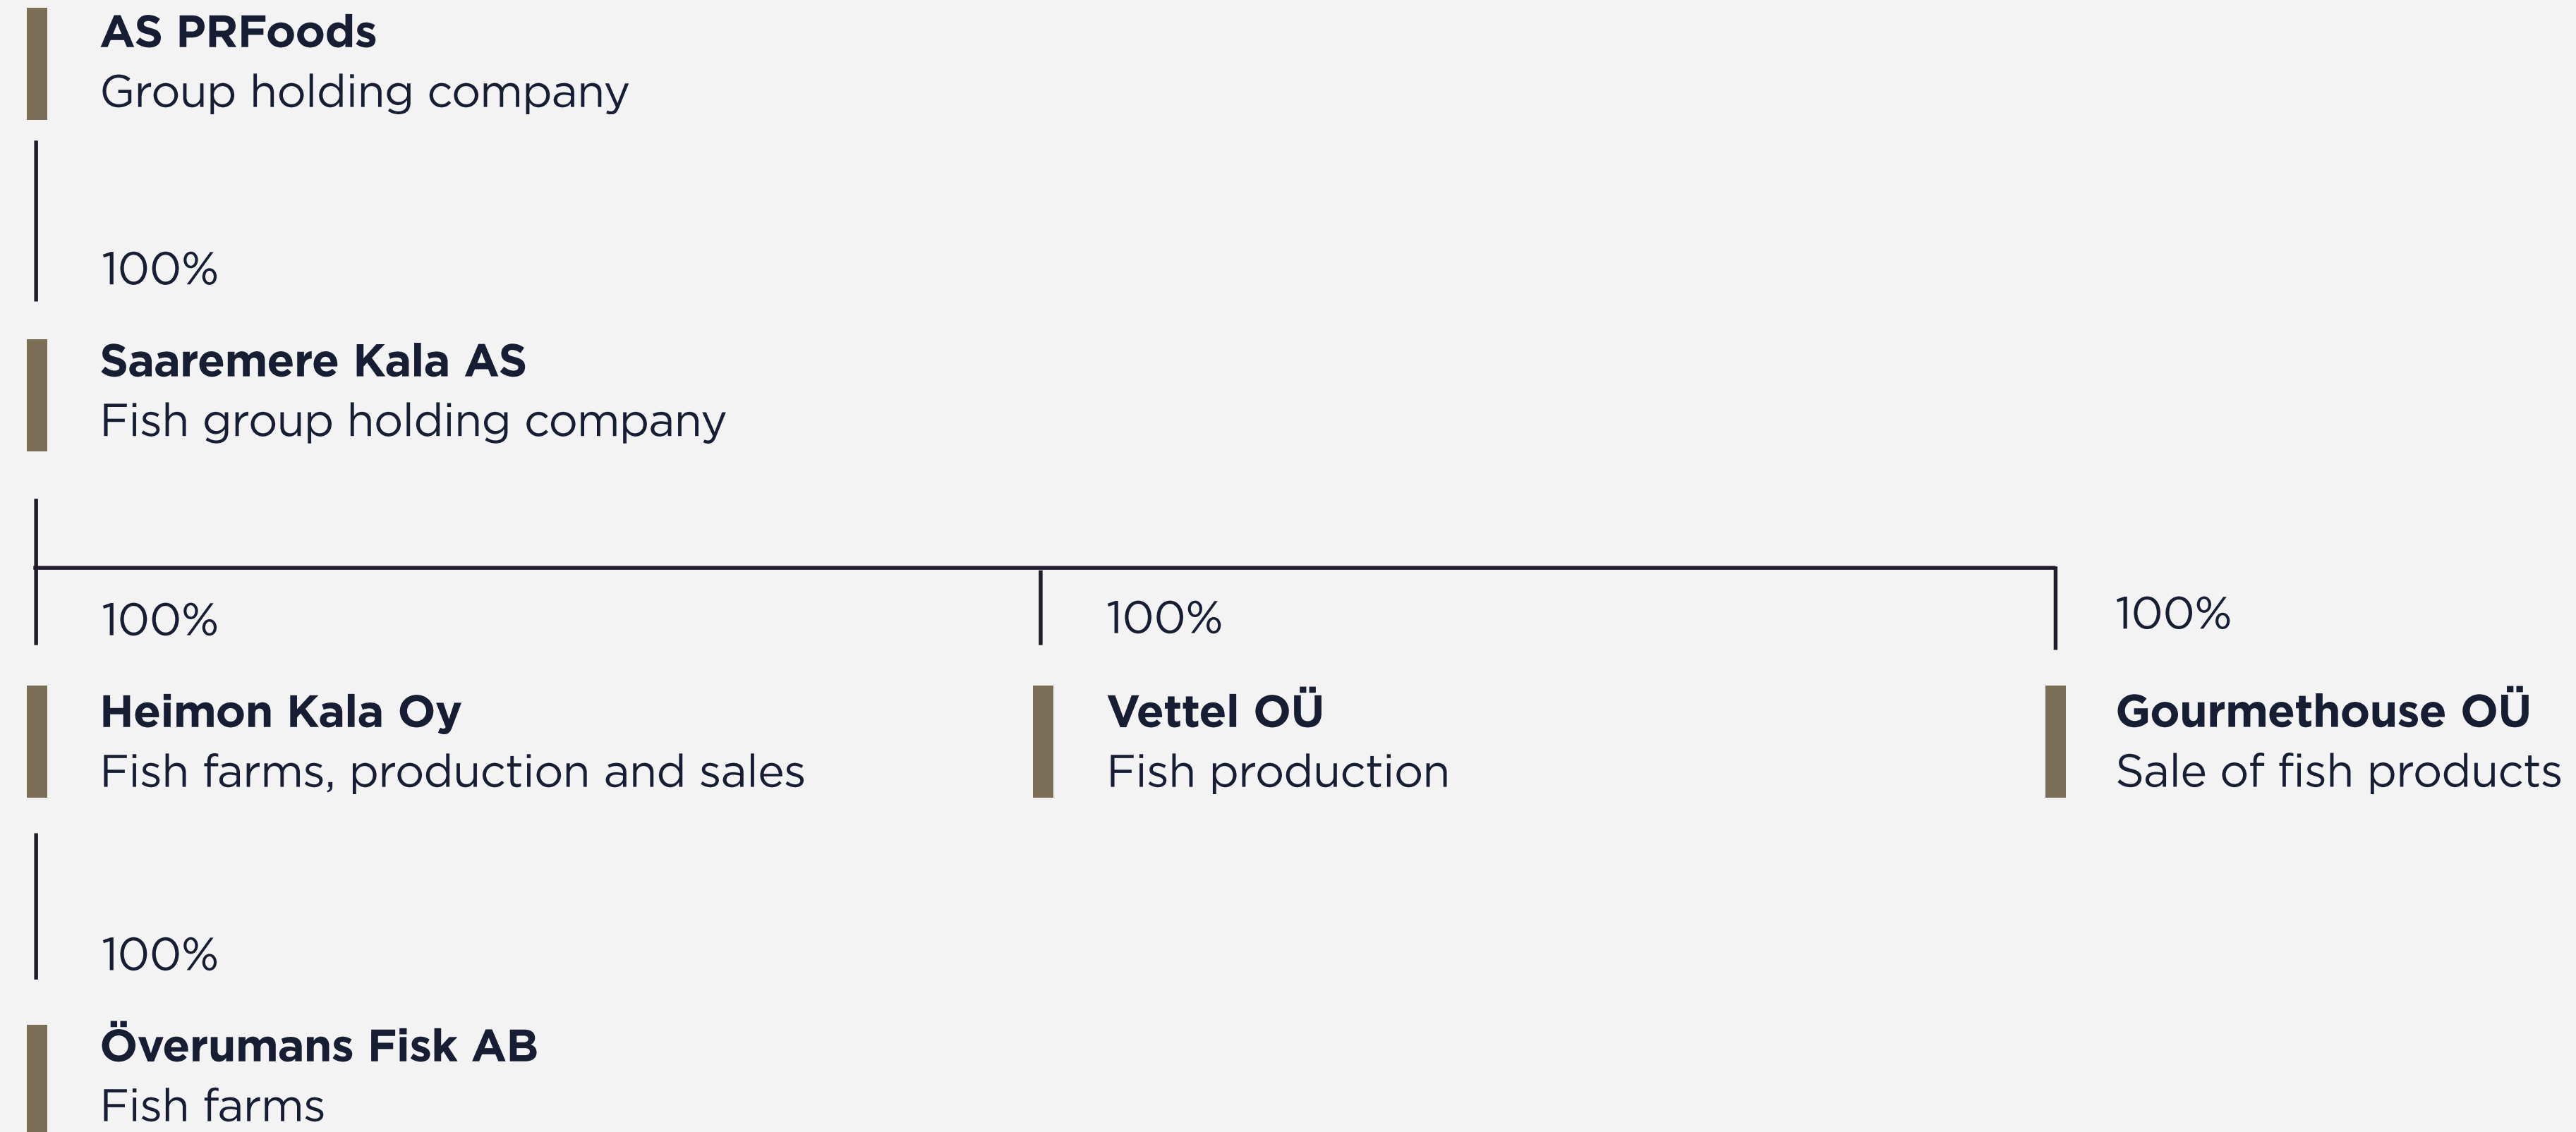 AS PRFoods
Group holding company
100%
Saaremere Kala AS
Fish group holding company
100%
100%
100%
Heimon Kala Oy
Fish farms, production and sales
Vettel OÜ
Fish production
Gourmethouse OÜ
Sale of fish products
100%
Överumans Fisk AB
Fish farms